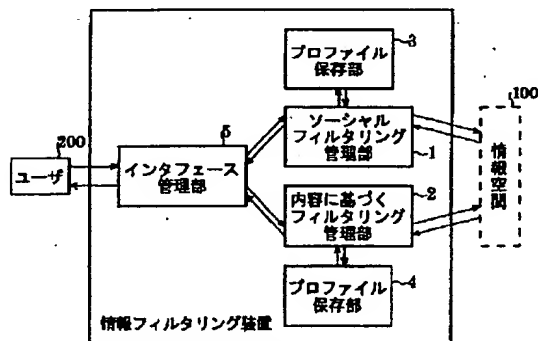 プロファイル
保存部
3
ソーシャル
フィルタリング
管理部
1
100
情報空間
200
ユーザ
5
インタフェース
管理部
内容に基づく
フィルタリング
管理部
2
プロファイル
保存部
4
情報フィルタリング装置